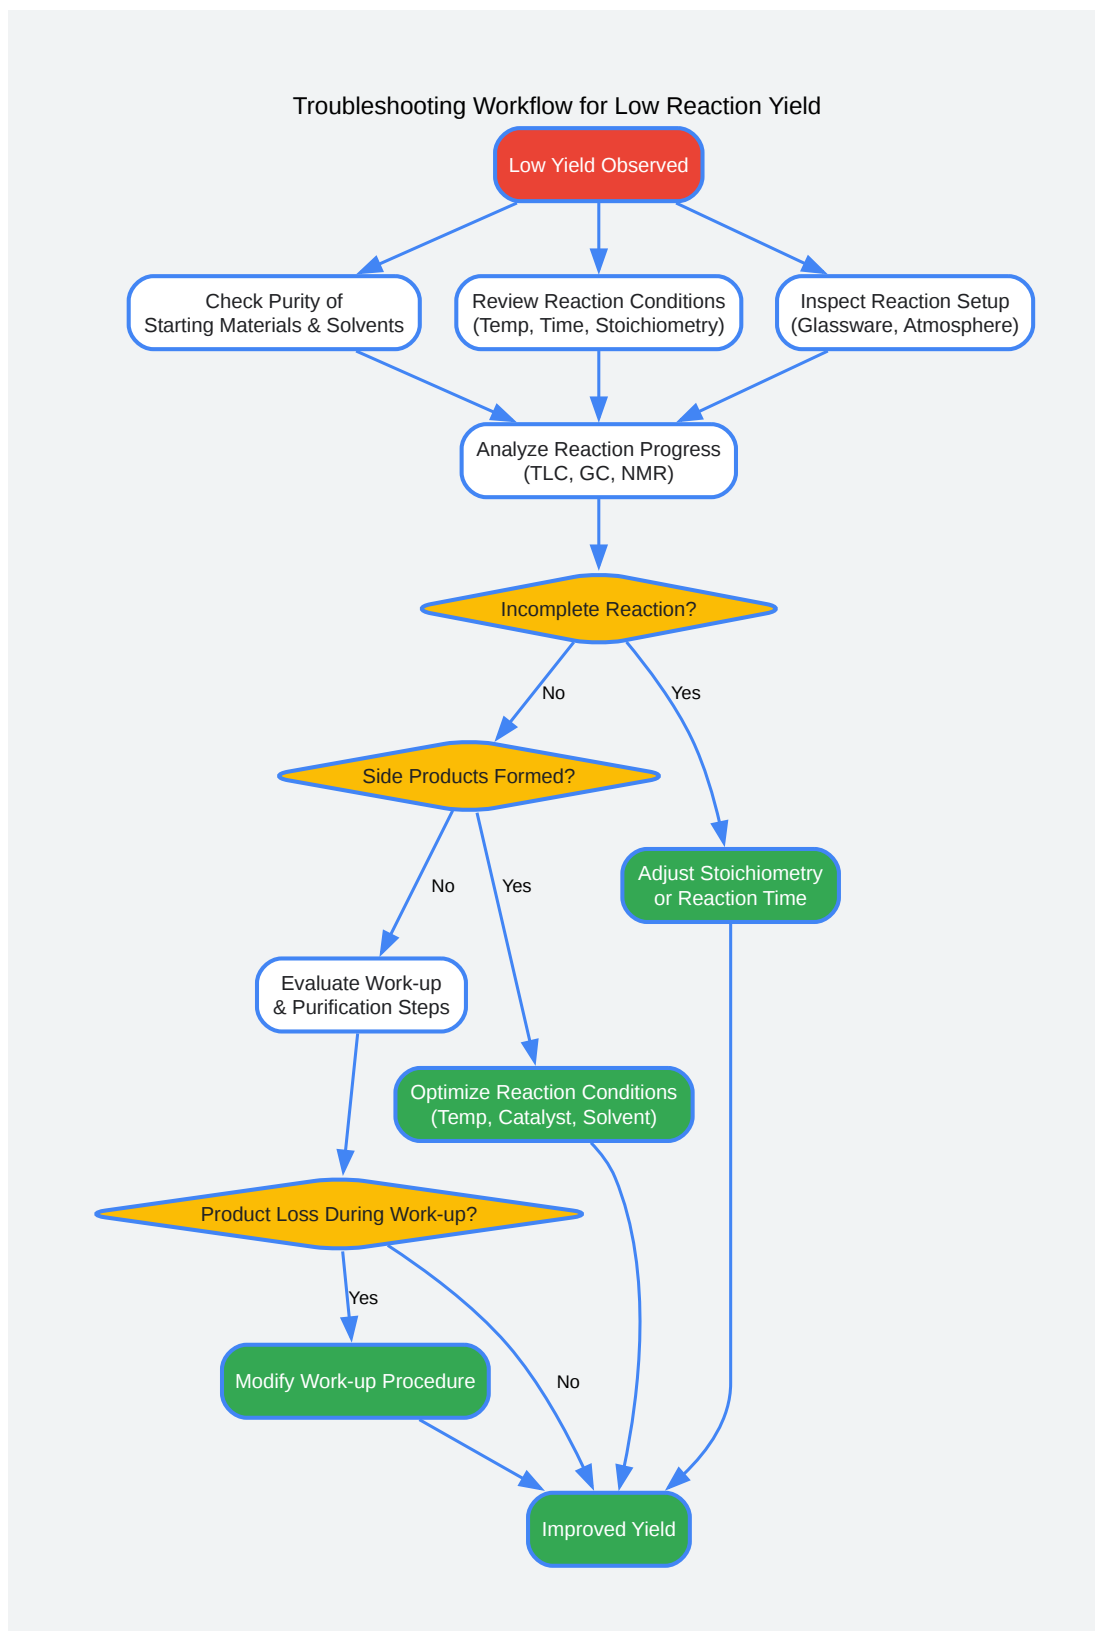 Troubleshooting Workflow for Low Reaction Yield
Low Yield Observed
Check Purity of
Starting Materials & Solvents
Review Reaction Conditions
(Temp, Time, Stoichiometry)
Inspect Reaction Setup
(Glassware, Atmosphere)
Analyze Reaction Progress
(TLC, GC, NMR)
Incomplete Reaction?
No
Yes
Side Products Formed?
Adjust Stoichiometry
or Reaction Time
No
Yes
Evaluate Work-up
& Purification Steps
Optimize Reaction Conditions
(Temp, Catalyst, Solvent)
Product Loss During Work-up?
Yes
No
Modify Work-up Procedure
Improved Yield